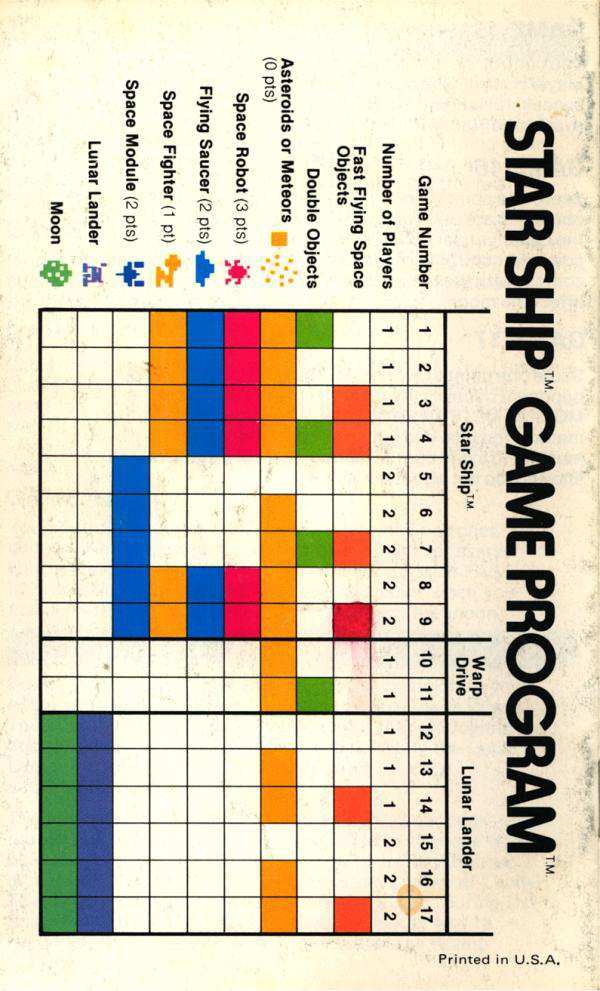 STAR SHIP T.M. GAME PROGRAM T.M.
Star Ship T.M.
Warp
Drive
Lunar Lander
Game Number 1 2 3 4 5 6 7 8 9 10 11 12 13 14 15 16 17
Number of Players 1 1 1 1 2 2 2 2 2 1 1 1 1 1 2 2 2
Fast Flying Space
Objects
Double Objects
Asteroids or Meteors
(0 pts)
Space Robot (3 pts)
Flying Saucer (2 pts)
Space Fighter (1 pt)
Space Module (2 pts)
Lunar Lander
Moon
Printed in U.S.A.